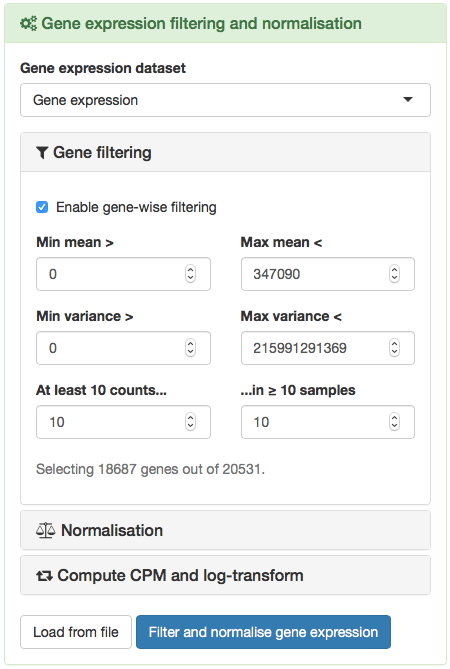 Gene expression filtering and normalisation
Gene expression dataset
Gene expression
Gene filtering
Enable gene-wise filtering
Min mean > Max mean <
0 347090
Min variance > Max variance <
0 215991291369
At least 10 counts... ...in ≥ 10 samples
10 10
Selecting 18687 genes out of 20531.
Normalisation
Compute CPM and log-transform
Load from file Filter and normalise gene expression